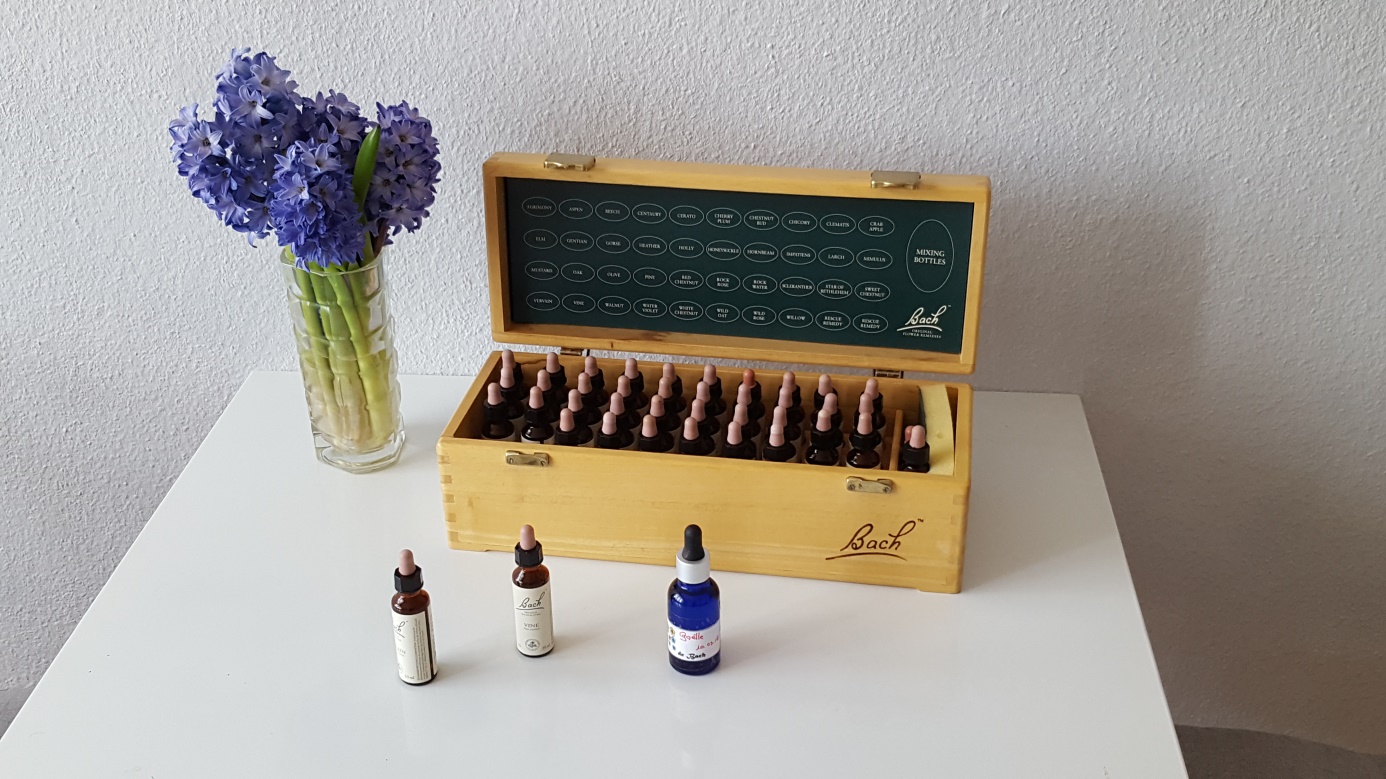 AGRIMONY
ASPEN
BEECH
CENTAURY
CERATO
CHERRY
PLUM
CHESTNUT
BUD
CHICORY
CLEMATIS
CRAB
APPLE
ELM
GENTIAN
GORSE
HEATHER
HOLLY
HONEYSUCKLE
HORNBEAM
IMPATIENS
LARCH
MIMULUS
MUSTARD
OAK
OLIVE
PINE
RED
CHESTNUT
ROCK
ROSE
ROCK
WATER
SCLERANTHUS
STAR OF
BETHLEHEM
SWEET
CHESTNUT
VERVAIN
VINE
WALNUT
WATER
VIOLET
WHITE
CHESTNUT
WILD
OAT
WILD
ROSE
WILLOW
RESCUE
REMEDY
RESCUE
REMEDY
MIXING
BOTTLES
Bach™
ORIGINAL
FLOWER REMEDIES
Bach™
Bach
VINE
de Bach